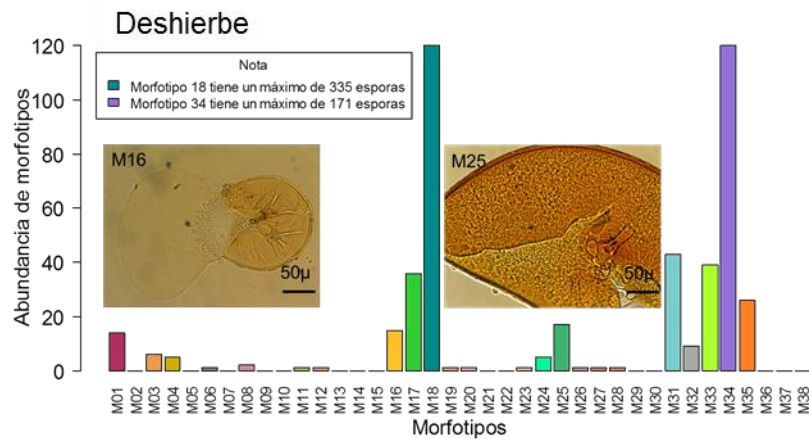 Deshierbe
Nota
Morfotipo 18 tiene un máximo de 335 esporas
Morfotipo 34 tiene un máximo de 171 esporas
Abundancia de morfotipos
120
100
80
60
40
20
0
M16
50µ
M25
50µ
M01 M02 M03 M04 M05 M06 M07 M08 M09 M10 M11 M12 M13 M14 M15 M16 M17 M18 M19 M20 M21 M22 M23 M24 M25 M26 M27 M28 M29 M30 M31 M32 M33 M34 M35 M36 M37 M38
Morfotipos